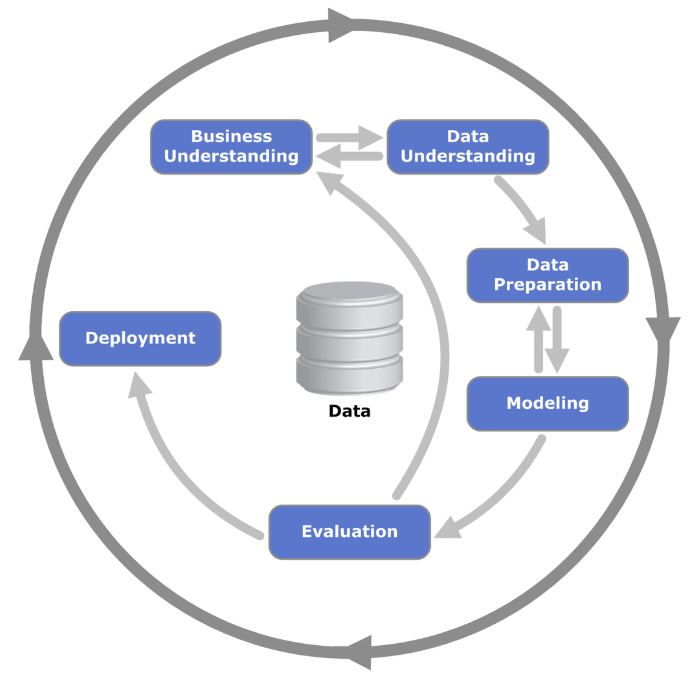 Business
Understanding
Data
Understanding
Data
Preparation
Deployment
Data
Modeling
Evaluation